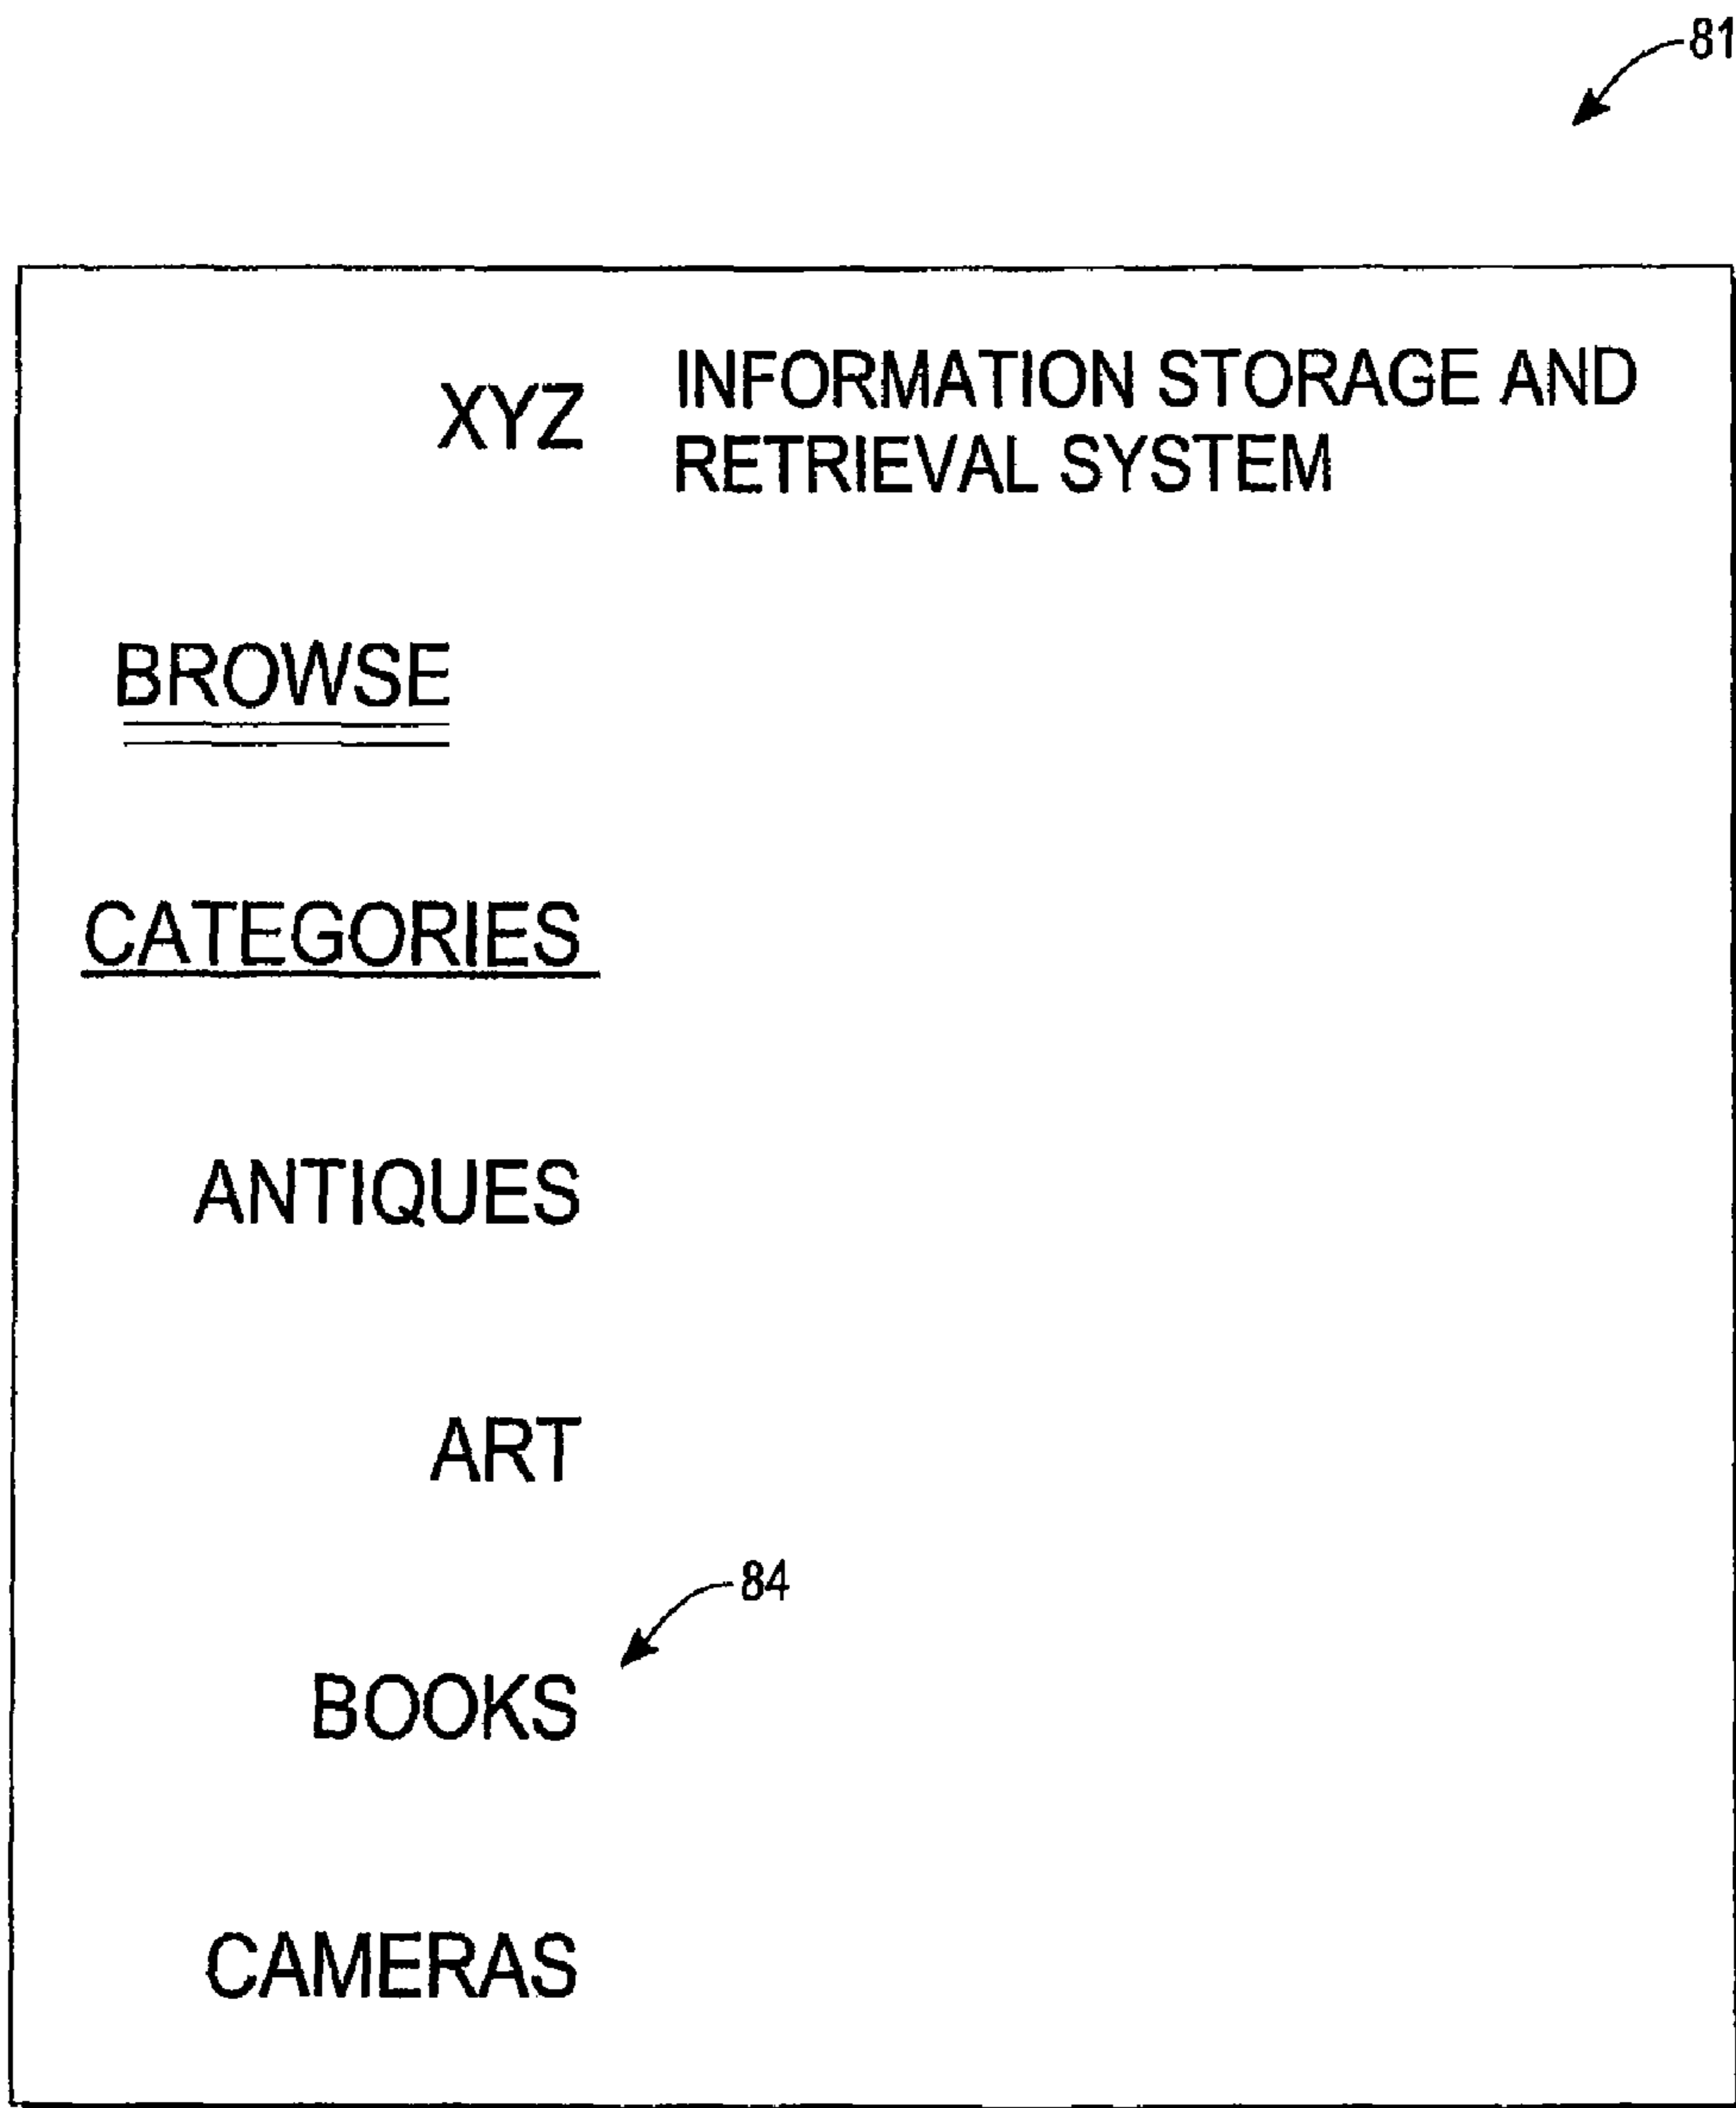 81
XYZ
INFORMATION STORAGE AND
RETRIEVAL SYSTEM
BROWSE
CATEGORIES
ANTIQUES
ART
84
BOOKS
CAMERAS